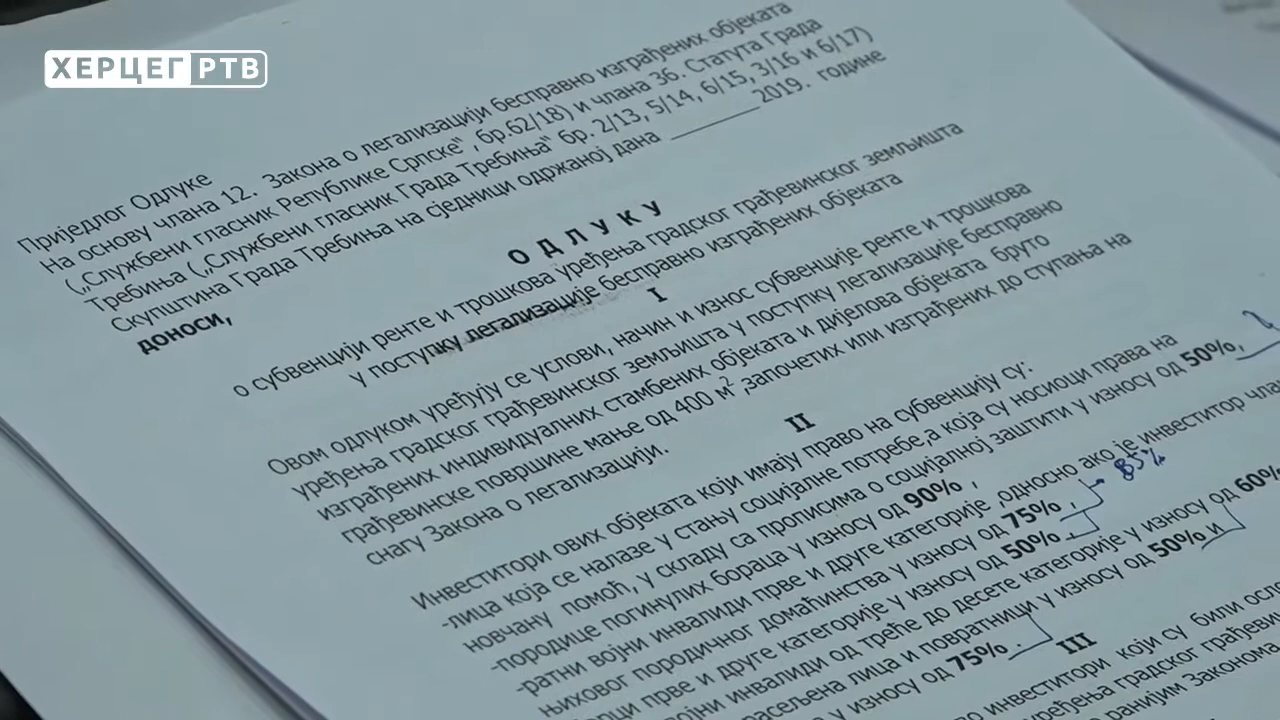 ХЕРЦЕГ РТВ
Приједлог Одлуке
На основу члана 12. Закона о легализацији бесправно изграђених објеката
(„Службени гласник Републике Српске", бр.62/18) и члана 36. Статута Града
Требиња („Службени гласник Града Требиња" бр. 2/13, 5/14, 6/15, 3/16 и 6/17)
Скупштина Града Требиња на сједници одржаној дана ________2019. године
доноси,
О Д Л У К У
о субвенцији ренте и трошкова уређења градског грађевинског земљишта
у поступку легализације бесправно изграђених објеката
I
Овом одлуком уређују се услови, начин и износ субвенције ренте и трошкова
уређења градског грађевинског земљишта у поступку легализације бесправно
изграђених индивидуалних стамбених објеката и дијелова објеката бруто
грађевинске површине мање од 400 м²,започетих или изграђених до ступања на
снагу Закона о легализацији.
II
Инвеститори ових објеката који имају право на субвенцију су:
-лица која се налазе у стању социјалне потребе,а која су носиоци права на
новчану помоћ, у складу са прописима о социјалној заштити у износу од 50%,
-породице погинулих бораца у износу од 90% ,
-ратни војни инвалиди прве и друге категорије ,односно ако је инвеститор
њиховог породичног домаћинства у износу од 75% , 85%
прве и друге категорије у износу од 50%
инвалиди од треће до десете категорије у износу од 60%
лица и повратници у износу од 50% и
у износу од 75% .
III
инвеститори који су били
уређења градског
ранијим Законома